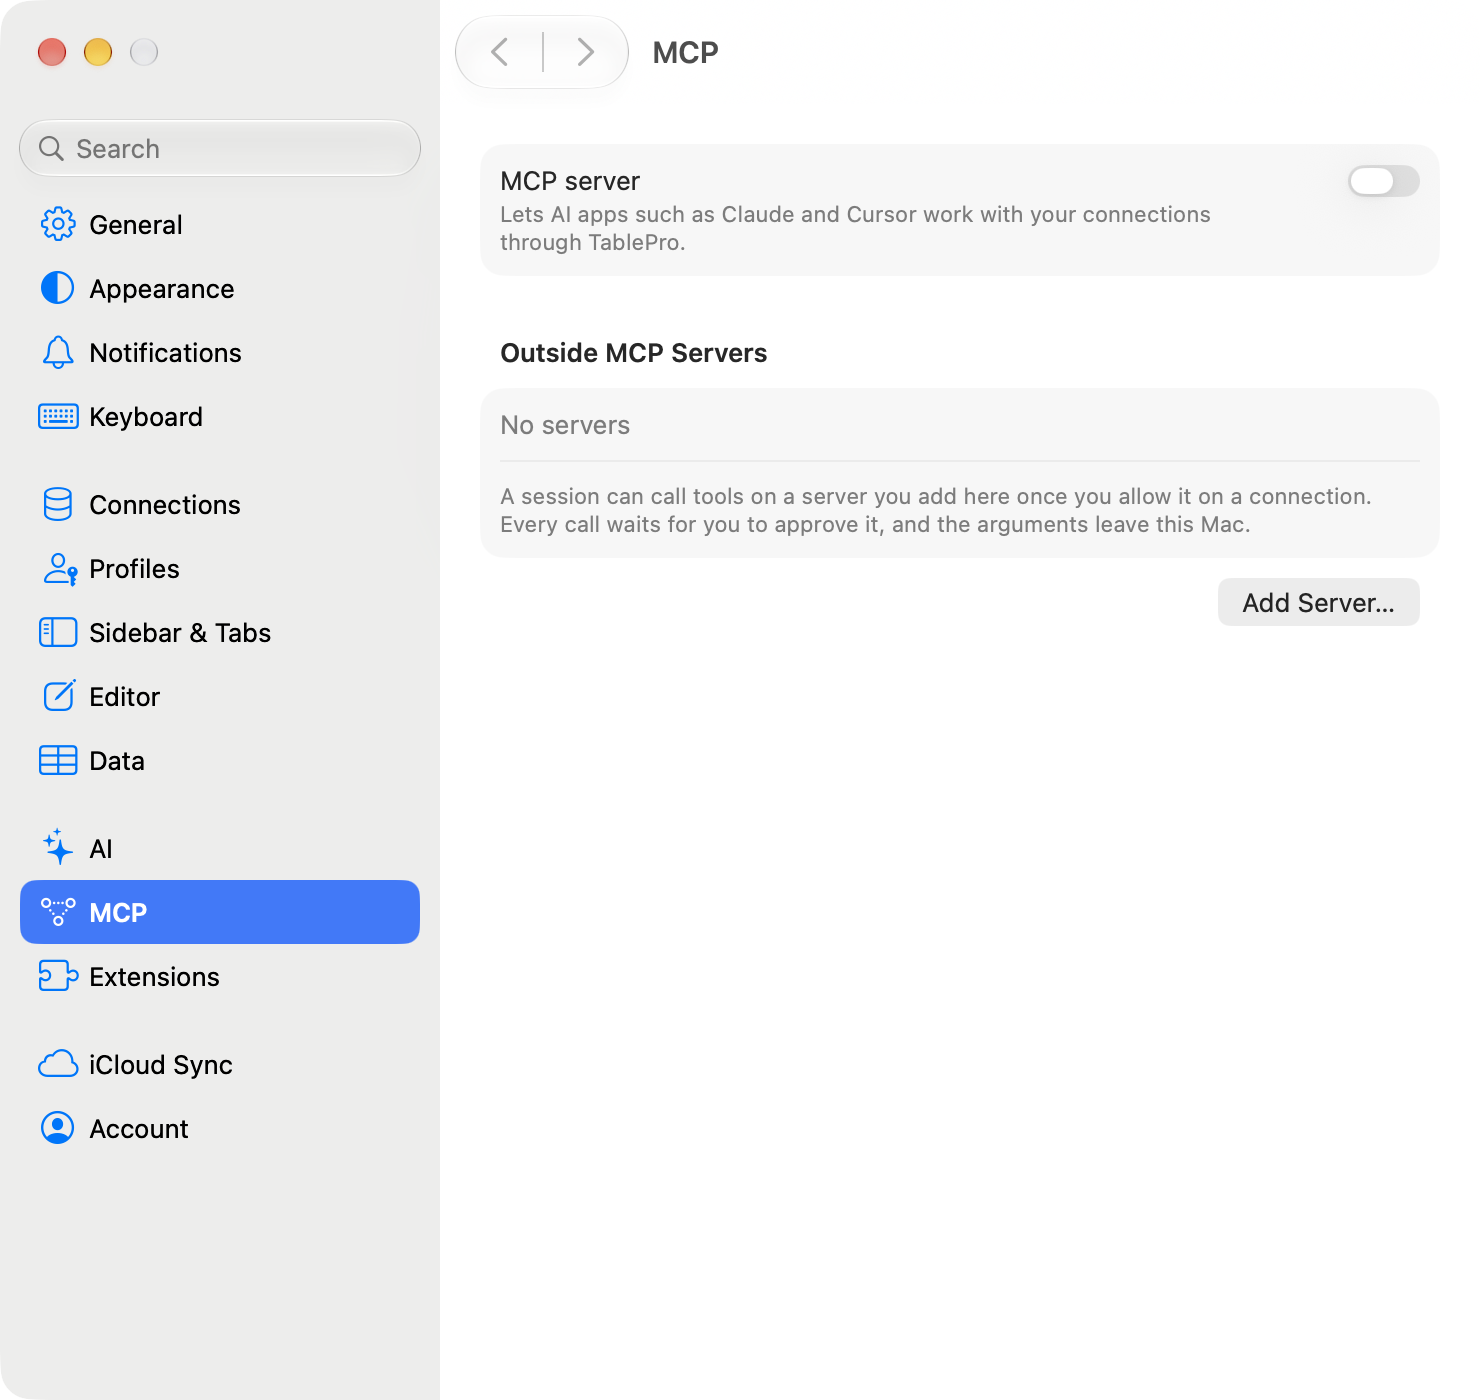 MCP
Search
General
Appearance
Notifications
Keyboard
Connections
Profiles
Sidebar & Tabs
Editor
Data
AI
MCP
Extensions
iCloud Sync
Account
MCP server
Lets AI apps such as Claude and Cursor work with your connections
through TablePro.
Outside MCP Servers
No servers
A session can call tools on a server you add here once you allow it on a connection.
Every call waits for you to approve it, and the arguments leave this Mac.
Add Server...